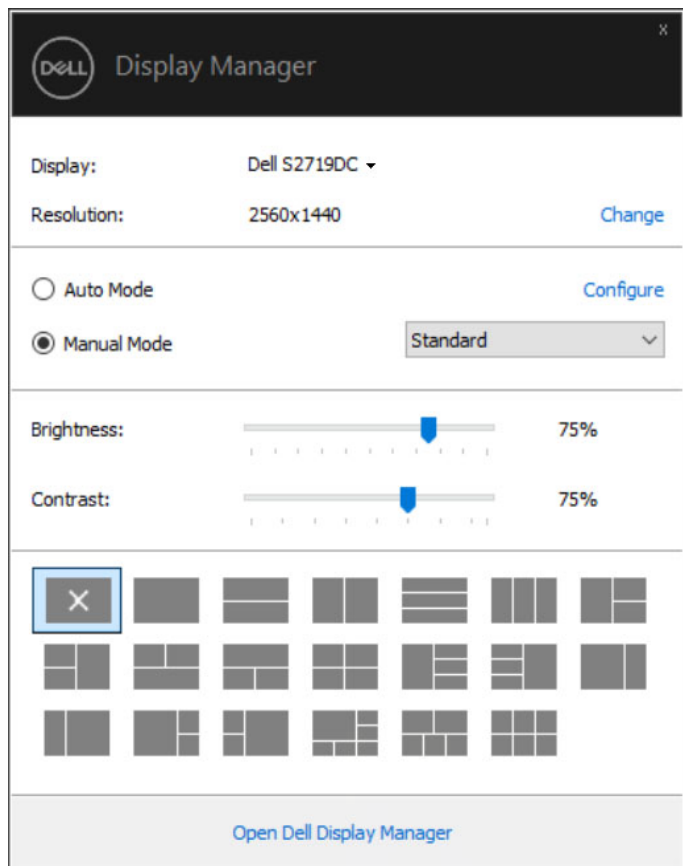 x
DELL Display Manager
Display: Dell S2719DC
Resolution: 2560x1440 Change
Auto Mode Configure
Manual Mode Standard
Brightness: 75%
Contrast: 75%
Open Dell Display Manager